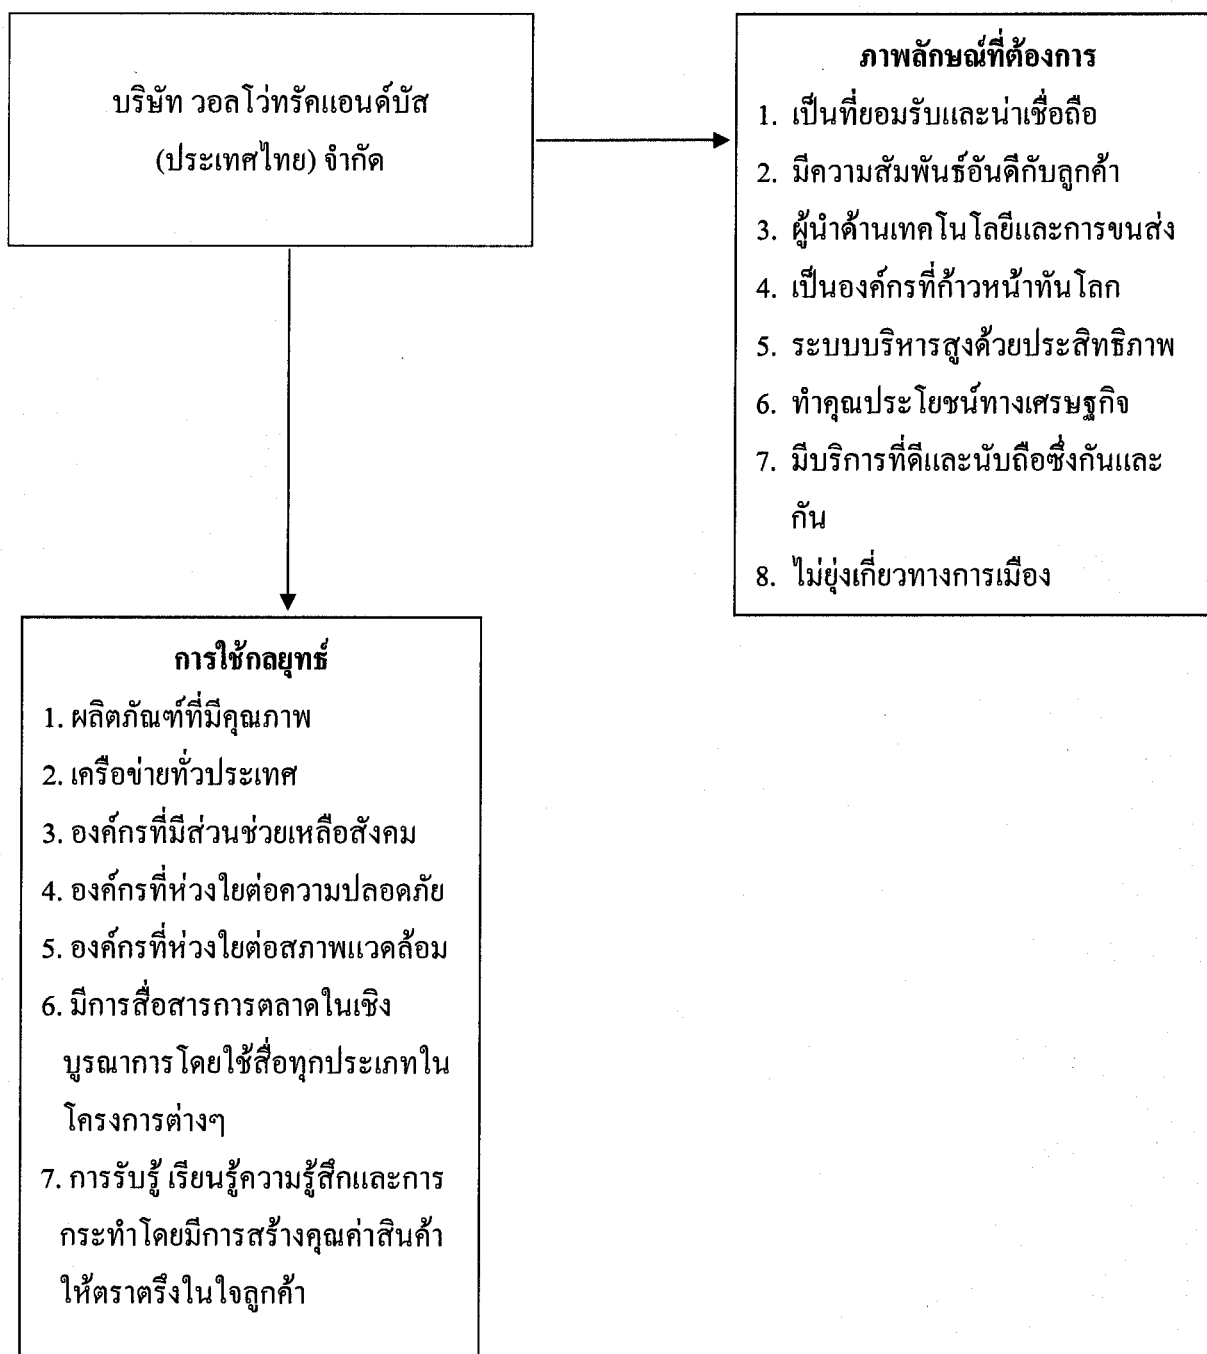 บริษัท วอลโว่ทรัคแอนด์บัส
(ประเทศไทย) จำกัด
ภาพลักษณ์ที่ต้องการ
1. เป็นที่ยอมรับและน่าเชื่อถือ
2. มีความสัมพันธ์อันดีกับลูกค้า
3. ผู้นำด้านเทคโนโลยีและการขนส่ง
4. เป็นองค์กรที่ก้าวหน้าทันโลก
5. ระบบบริหารสูงด้วยประสิทธิภาพ
6. ทำคุณประโยชน์ทางเศรษฐกิจ
7. มีบริการที่ดีและนับถือซึ่งกันและ
กัน
8. ไม่ยุ่งเกี่ยวทางการเมือง
การใช้กลยุทธ์
1. ผลิตภัณฑ์ที่มีคุณภาพ
2. เครือข่ายทั่วประเทศ
3. องค์กรที่มีส่วนช่วยเหลือสังคม
4. องค์กรที่ห่วงใยต่อความปลอดภัย
5. องค์กรที่ห่วงใยต่อสภาพแวดล้อม
6. มีการสื่อสารการตลาดในเชิง
บูรณาการโดยใช้สื่อทุกประเภทใน
โครงการต่างๆ
7. การรับรู้ เรียนรู้ความรู้สึกและการ
กระทำโดยมีการสร้างคุณค่าสินค้า
ให้ตราตรึงในใจลูกค้า